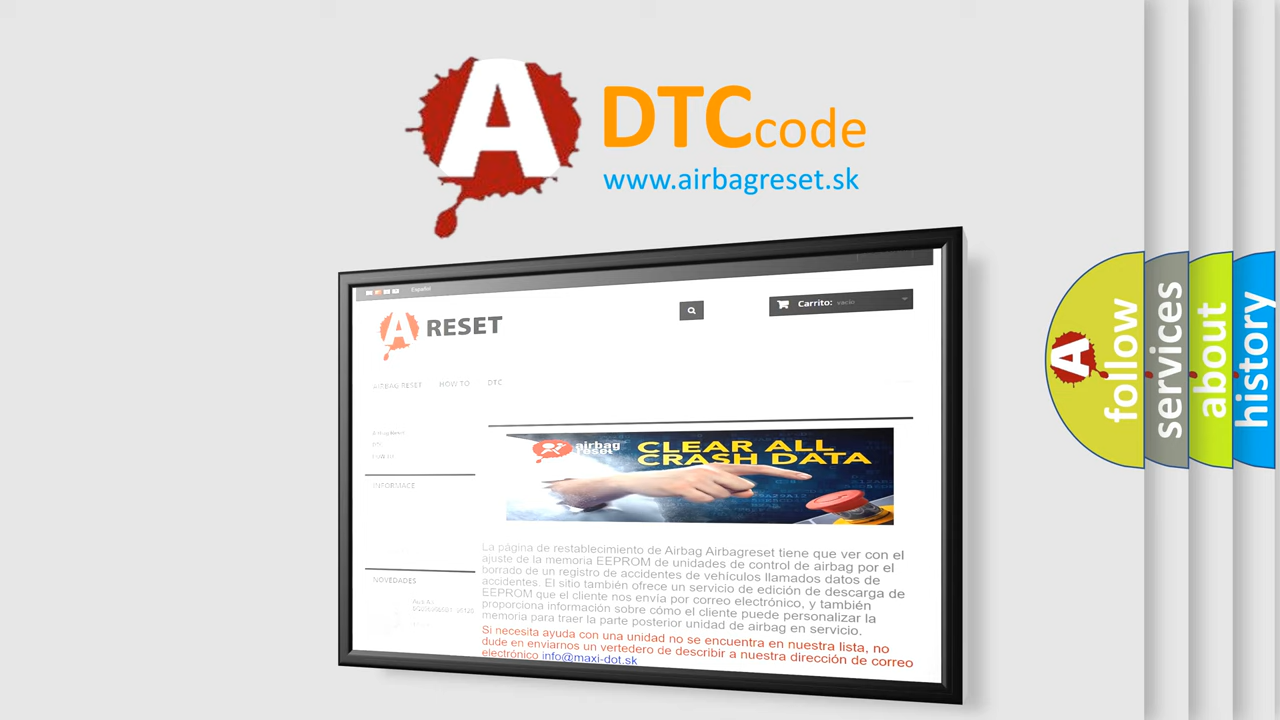 A DTCcode
www.airbagreset.sk
Español
A RESET
Carrito: vacío
AIRBAG RESET HOW TO DTC
INFORMACE
airbag
reset
CLEAR ALL
CRASH DATA
La página de restablecimiento de Airbag Airbagreset tiene que ver con el
ajuste de la memoria EEPROM de unidades de control de airbag por el
borrado de un registro de accidentes de vehículos llamados datos de
accidentes. El sitio también ofrece un servicio de edición de descarga de
EEPROM que el cliente nos envía por correo electrónico, y también
proporciona información sobre cómo el cliente puede personalizar la
memoria para traer la parte posterior unidad de airbag en servicio.
Si necesita ayuda con una unidad no se encuentra en nuestra lista, no
dude en enviarnos un vertedero de describir a nuestra dirección de correo
electrónico info@maxi-dot.sk
NOVEDADES
A follow
services
about
history